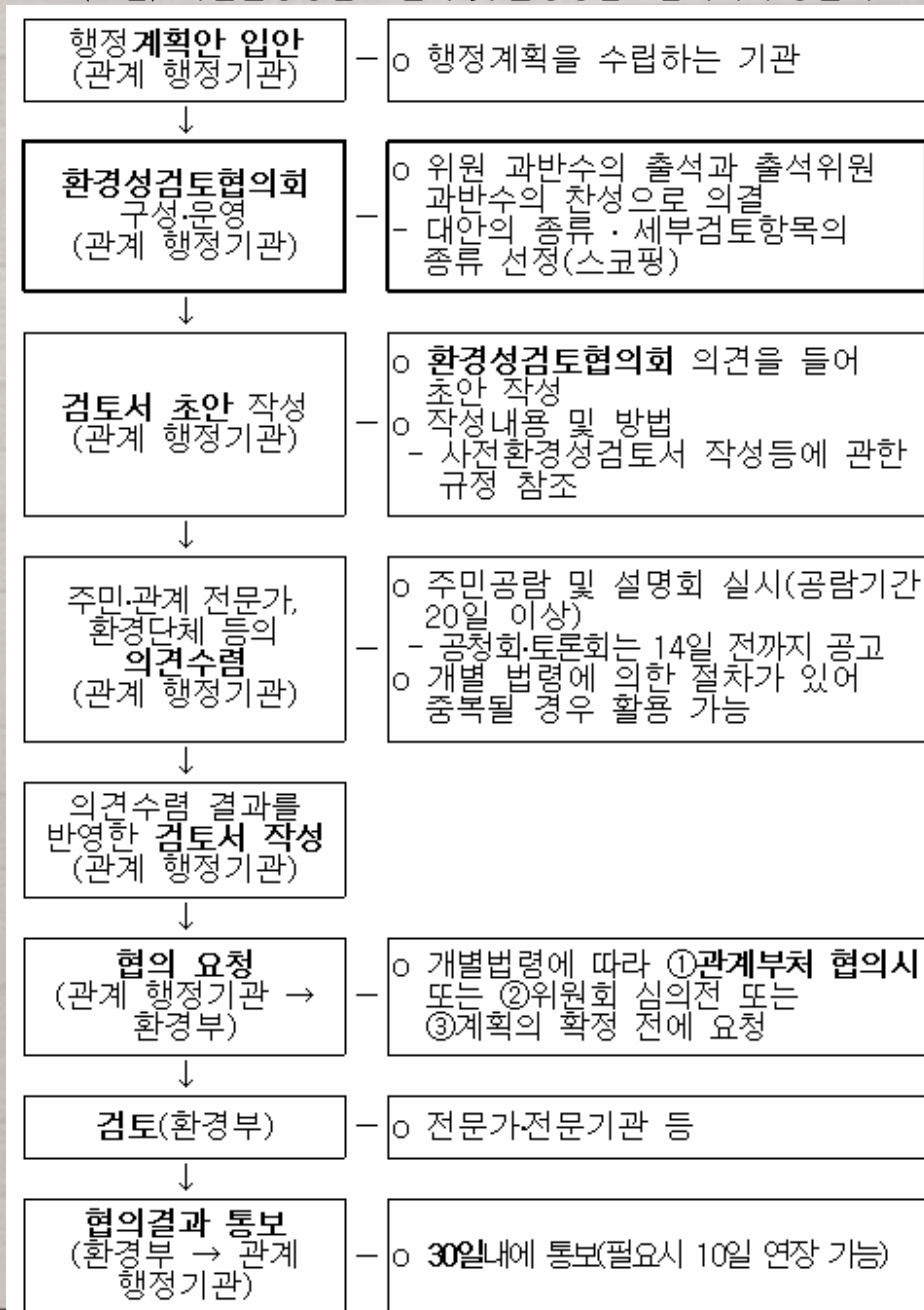 행정계획안 입안
(관계 행정기관)
─
o 행정계획을 수립하는 기관
↓
환경성검토협의회
구성·운영
(관계 행정기관)
─
o 위원 과반수의 출석과 출석위원
과반수의 찬성으로 의결
- 대안의 종류 · 세부검토항목의
종류 선정(스코핑)
↓
검토서 초안 작성
(관계 행정기관)
─
o 환경성검토협의회 의견을 들어
초안 작성
o 작성내용 및 방법
- 사전환경성검토서 작성등에 관한
규정 참조
↓
주민·관계 전문가,
환경단체 등의
의견수렴
(관계 행정기관)
─
o 주민공람 및 설명회 실시(공람기간
20일 이상)
- 공청회·토론회는 14일 전까지 공고
o 개별 법령에 의한 절차가 있어
중복될 경우 활용 가능
↓
의견수렴 결과를
반영한 검토서 작성
(관계 행정기관)
↓
협의 요청
(관계 행정기관 →
환경부)
─
o 개별법령에 따라 ①관계부처 협의시
또는 ②위원회 심의전 또는
③계획의 확정 전에 요청
↓
검토(환경부)
─
o 전문가·전문기관 등
↓
협의결과 통보
(환경부 → 관계
행정기관)
─
o 30일내에 통보(필요시 10일 연장 가능)